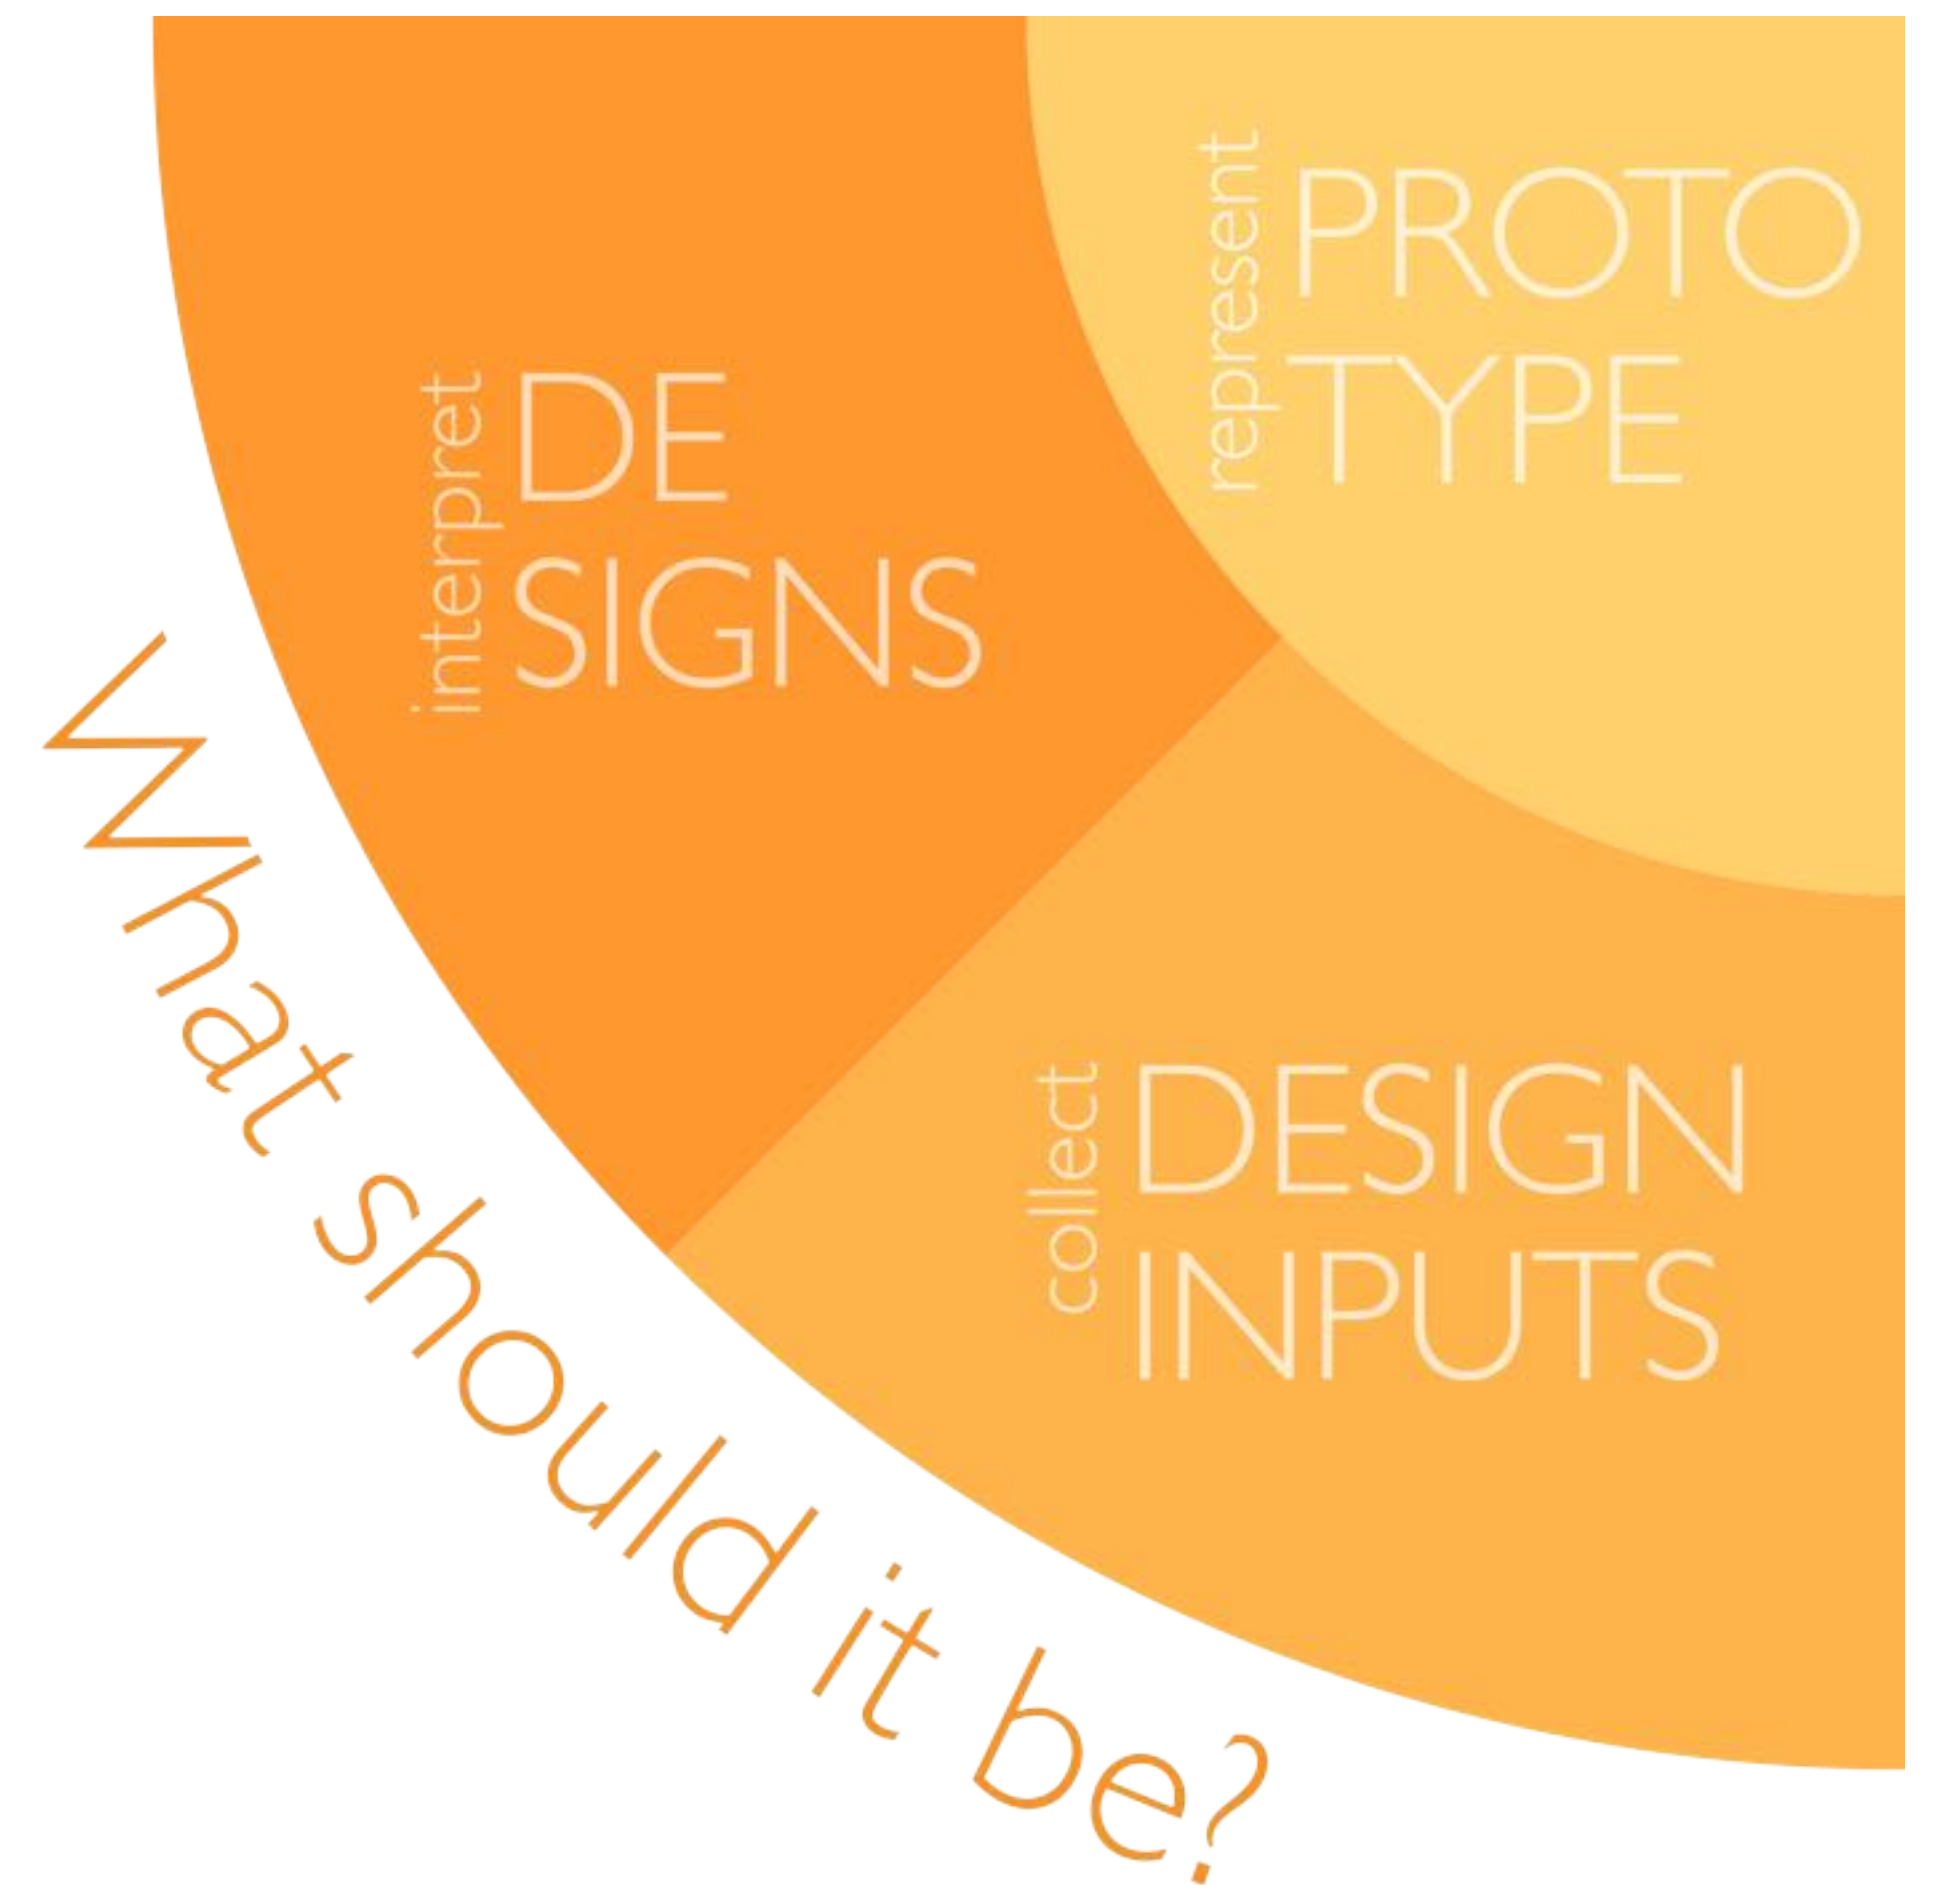 represent
PROTO
TYPE
interpret
DE
SIGNS
collect
DESIGN
INPUTS
What should it be?